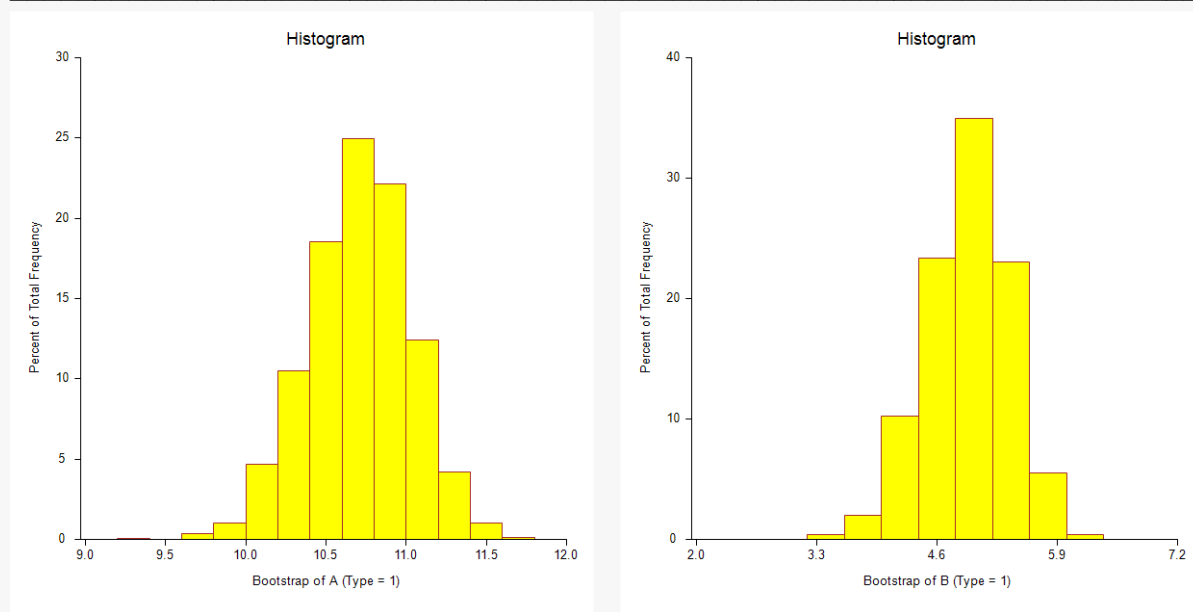 Histogram
30
25
20
15
10
5
0
Percent of Total Frequency
9.0 9.5 10.0 10.5 11.0 11.5 12.0
Bootstrap of A (Type = 1)
Histogram
40
30
20
10
0
Percent of Total Frequency
2.0 3.3 4.6 5.9 7.2
Bootstrap of B (Type = 1)